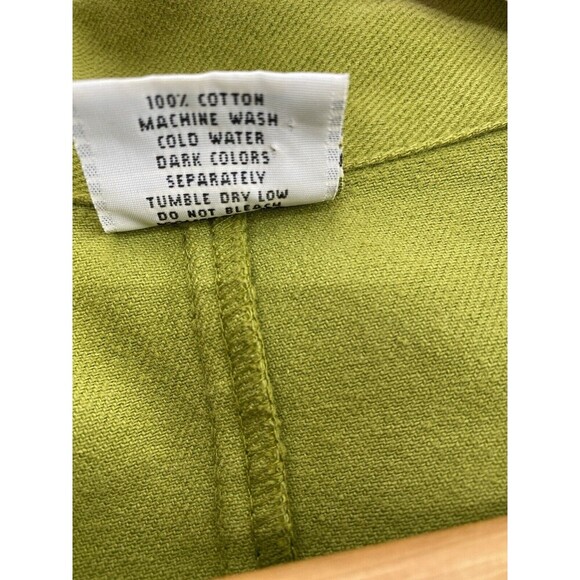 100% COTTON
MACHINE WASH
COLD WATER
DARK COLORS
SEPARATELY
TUMBLE DRY LOW
DO NOT BLEACH